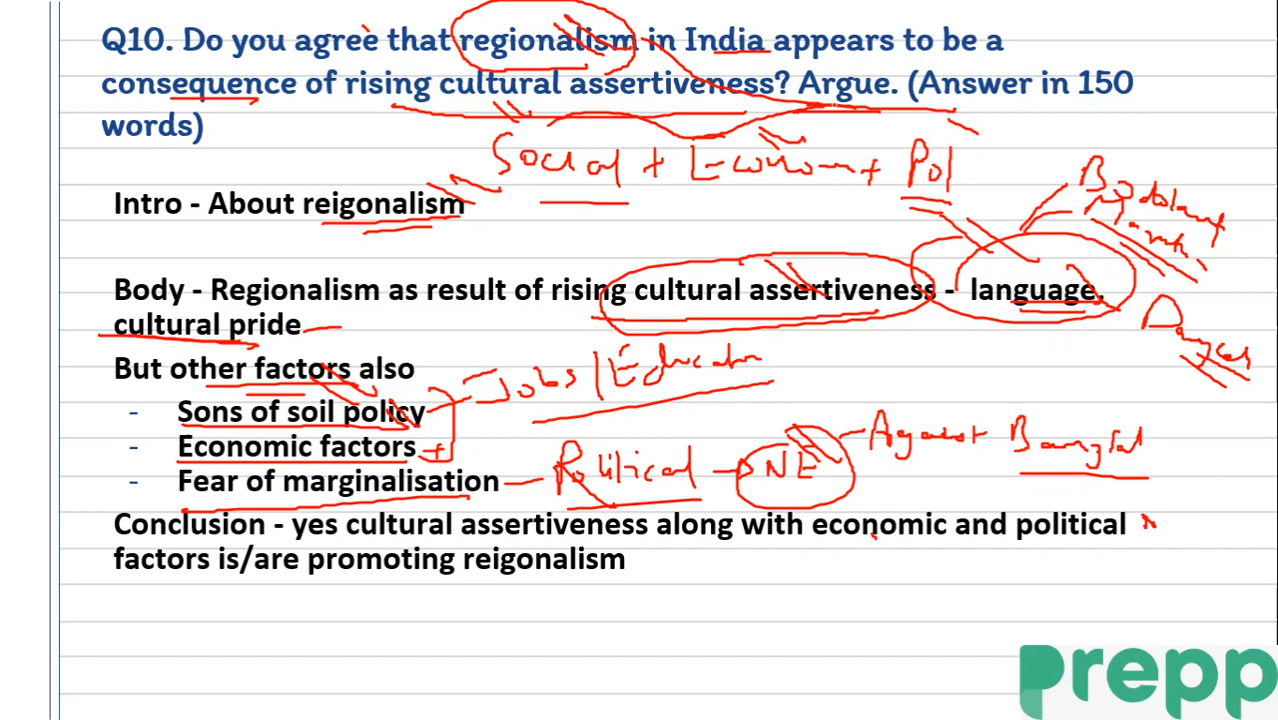 Q10. Do you agree that regionalism in India appears to be a
consequence of rising cultural assertiveness? Argue. (Answer in 150
words)
Social + Econom + Pol
Intro - About reigonalism
Bodoland
Body - Regionalism as result of rising cultural assertiveness - language,
cultural pride
But other factors also
Jobs / Education
- Sons of soil policy
- Economic factors
Against Bangla
- Fear of marginalisation
Political NE
Conclusion - yes cultural assertiveness along with economic and political
factors is/are promoting reigonalism
prepp